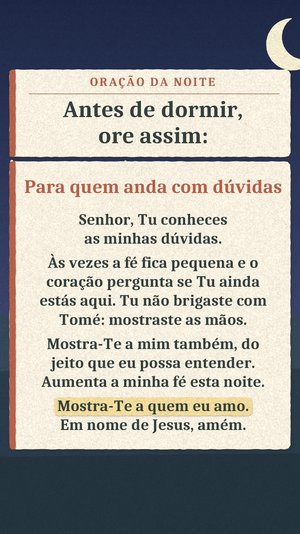 ORAÇÃO DA NOITE
Antes de dormir,
ore assim:
Para quem anda com dúvidas
Senhor, Tu conheces
as minhas dúvidas.
Às vezes a fé fica pequena e o
coração pergunta se Tu ainda
estás aqui. Tu não brigaste com
Tomé: mostraste as mãos.
Mostra-Te a mim também, do
jeito que eu possa entender.
Aumenta a minha fé esta noite.
Mostra-Te a quem eu amo.
Em nome de Jesus, amém.